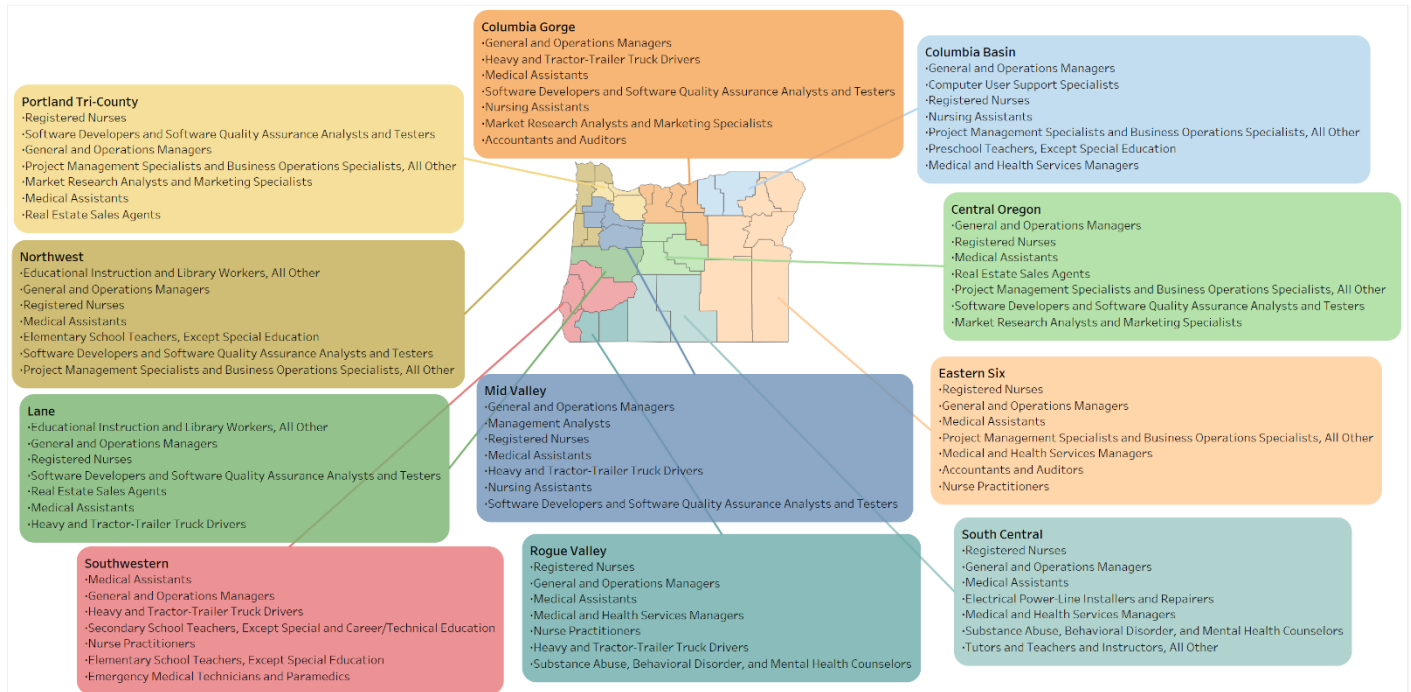 Columbia Gorge
·General and Operations Managers
·Heavy and Tractor-Trailer Truck Drivers
·Medical Assistants
·Software Developers and Software Quality Assurance Analysts and Testers
·Nursing Assistants
·Market Research Analysts and Marketing Specialists
·Accountants and Auditors
Columbia Basin
·General and Operations Managers
·Computer User Support Specialists
·Registered Nurses
·Nursing Assistants
·Project Management Specialists and Business Operations Specialists, All Other
·Preschool Teachers, Except Special Education
·Medical and Health Services Managers
Portland Tri-County
·Registered Nurses
·Software Developers and Software Quality Assurance Analysts and Testers
·General and Operations Managers
·Project Management Specialists and Business Operations Specialists, All Other
·Market Research Analysts and Marketing Specialists
·Medical Assistants
·Real Estate Sales Agents
Central Oregon
·General and Operations Managers
·Registered Nurses
·Medical Assistants
·Real Estate Sales Agents
·Project Management Specialists and Business Operations Specialists, All Other
·Software Developers and Software Quality Assurance Analysts and Testers
·Market Research Analysts and Marketing Specialists
Northwest
·Educational Instruction and Library Workers, All Other
·General and Operations Managers
·Registered Nurses
·Medical Assistants
·Elementary School Teachers, Except Special Education
·Software Developers and Software Quality Assurance Analysts and Testers
·Project Management Specialists and Business Operations Specialists, All Other
Eastern Six
·Registered Nurses
·General and Operations Managers
·Medical Assistants
·Project Management Specialists and Business Operations Specialists, All Other
·Medical and Health Services Managers
·Accountants and Auditors
·Nurse Practitioners
Mid Valley
·General and Operations Managers
·Management Analysts
·Registered Nurses
·Medical Assistants
·Heavy and Tractor-Trailer Truck Drivers
·Nursing Assistants
·Software Developers and Software Quality Assurance Analysts and Testers
Lane
·Educational Instruction and Library Workers, All Other
·General and Operations Managers
·Registered Nurses
·Software Developers and Software Quality Assurance Analysts and Testers
·Real Estate Sales Agents
·Medical Assistants
·Heavy and Tractor-Trailer Truck Drivers
South Central
·Registered Nurses
·General and Operations Managers
·Medical Assistants
·Electrical Power-Line Installers and Repairers
·Medical and Health Services Managers
·Substance Abuse, Behavioral Disorder, and Mental Health Counselors
·Tutors and Teachers and Instructors, All Other
Rogue Valley
·Registered Nurses
·General and Operations Managers
·Medical Assistants
·Medical and Health Services Managers
·Nurse Practitioners
·Heavy and Tractor-Trailer Truck Drivers
·Substance Abuse, Behavioral Disorder, and Mental Health Counselors
Southwestern
·Medical Assistants
·General and Operations Managers
·Heavy and Tractor-Trailer Truck Drivers
·Secondary School Teachers, Except Special and Career/Technical Education
·Nurse Practitioners
·Elementary School Teachers, Except Special Education
·Emergency Medical Technicians and Paramedics